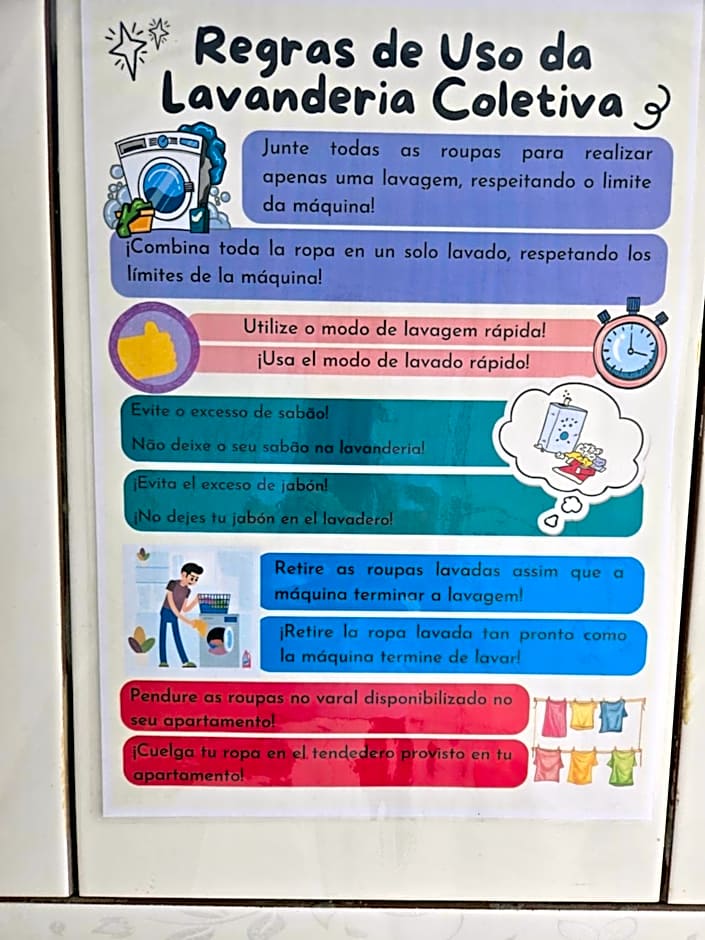 Regras de Uso da
Lavanderia Coletiva
Junte todas as roupas para realizar
apenas uma lavagem, respeitando o limite
da máquina!
¡Combina toda la ropa en un solo lavado, respetando los
límites de la máquina!
Utilize o modo de lavagem rápida!
¡Usa el modo de lavado rápido!
Evite o excesso de sabão!
Não deixe o seu sabão na lavanderia!
¡Evita el exceso de jabón!
¡No dejes tu jabón en el lavadero!
Retire as roupas lavadas assim que a
máquina terminar a lavagem!
¡Retire la ropa lavada tan pronto como
la máquina termine de lavar!
Pendure as roupas no varal disponibilizado no
seu apartamento!
¡Cuelga tu ropa en el tendedero provisto en tu
apartamento!